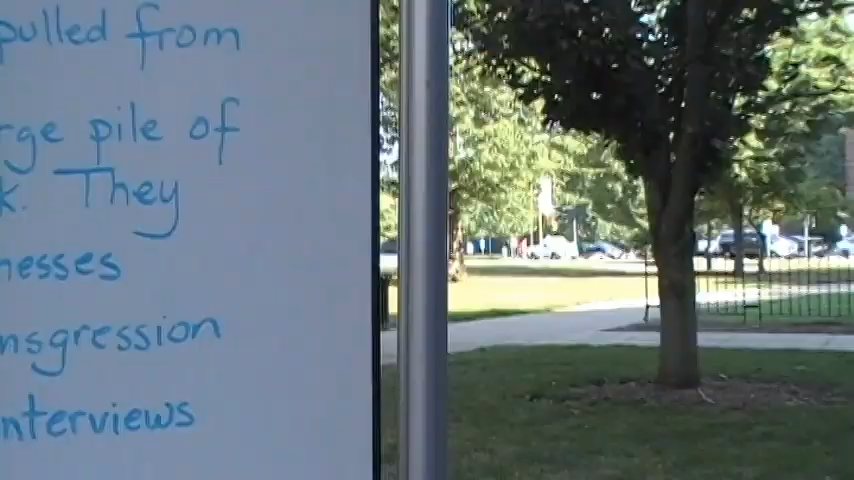 pulled from
rge pile of
k. They
nesses
nsgression
nterviews